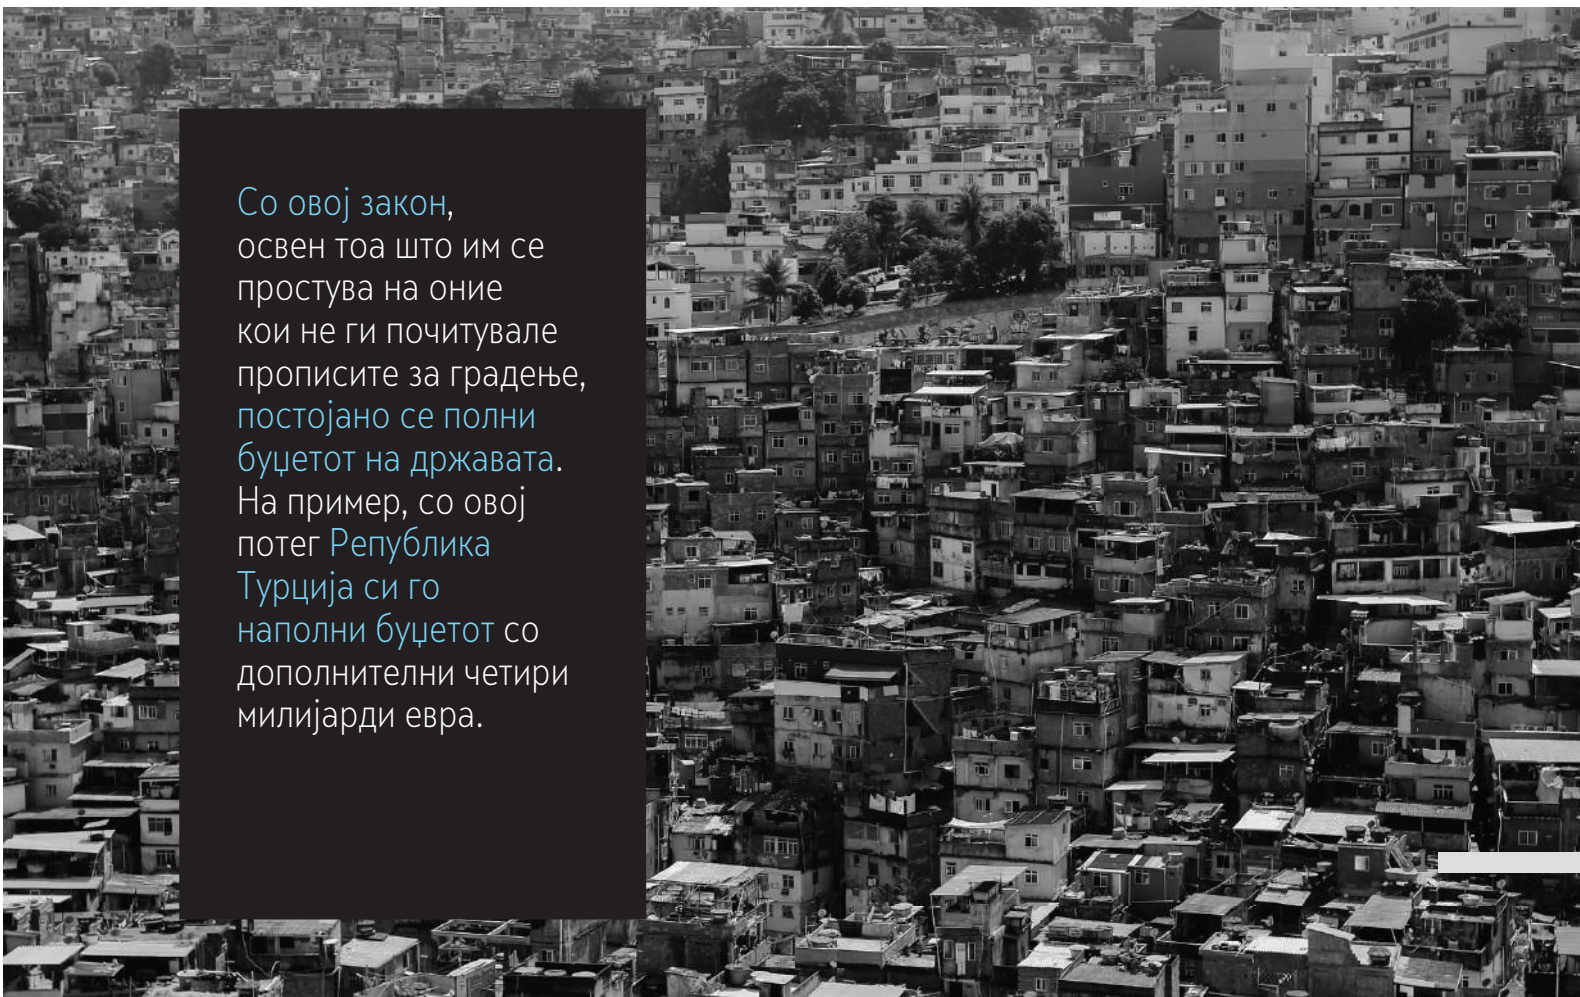 Со овој закон,
освен тоа што им се
простува на оние
кои не ги почитувале
прописите за градење,
постојано се полни
буџетот на државата.
На пример, со овој
потег Република
Турција си го
наполни буџетот со
дополнителни четири
милијарди евра.